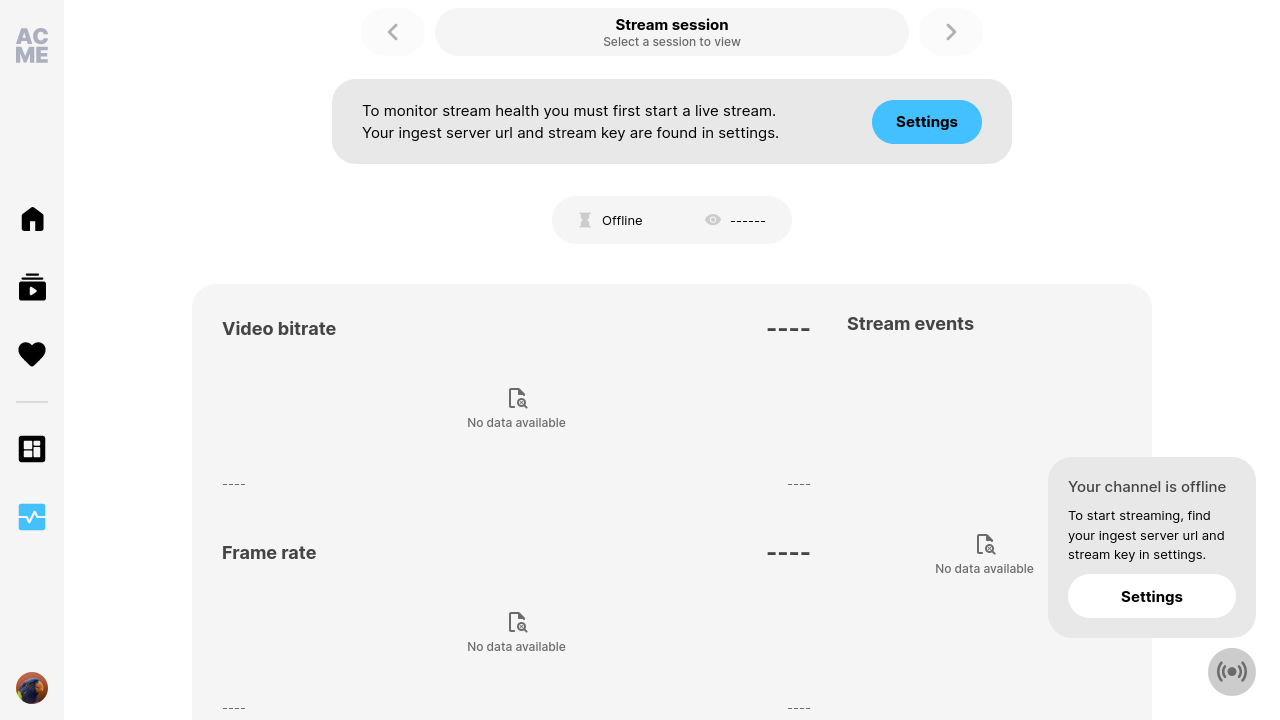 AC
ME
Stream session
Select a session to view
To monitor stream health you must first start a live stream.
Your ingest server url and stream key are found in settings.
Settings
Offline
------
Video bitrate
----
No data available
----
----
Stream events
No data available
Frame rate
----
No data available
----
----
Your channel is offline
To start streaming, find
your ingest server url and
stream key in settings.
Settings